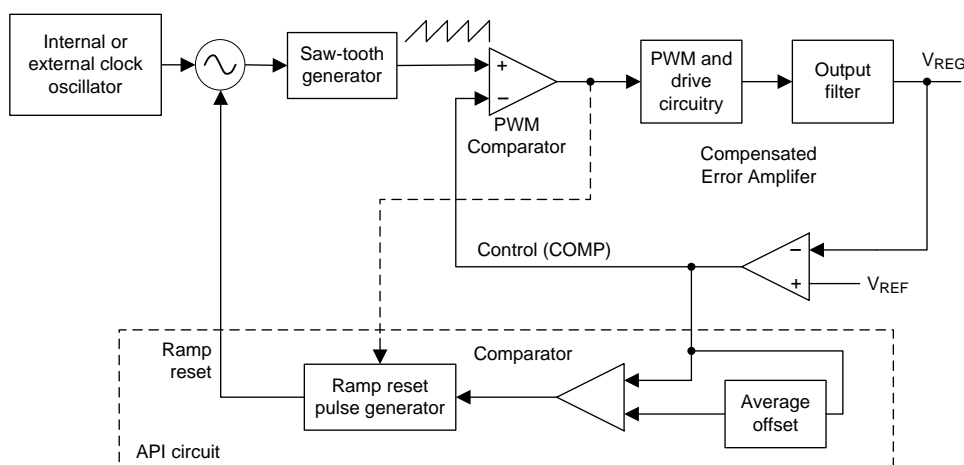 Internal or
external clock
oscillator
Saw-tooth
generator
+
−
PWM
Comparator
PWM and
drive
circuitry
Output
filter
VREG
Compensated
Error Amplifer
Control (COMP)
−
+
VREF
Ramp
reset
Ramp reset
pulse generator
Comparator
Average
offset
API circuit